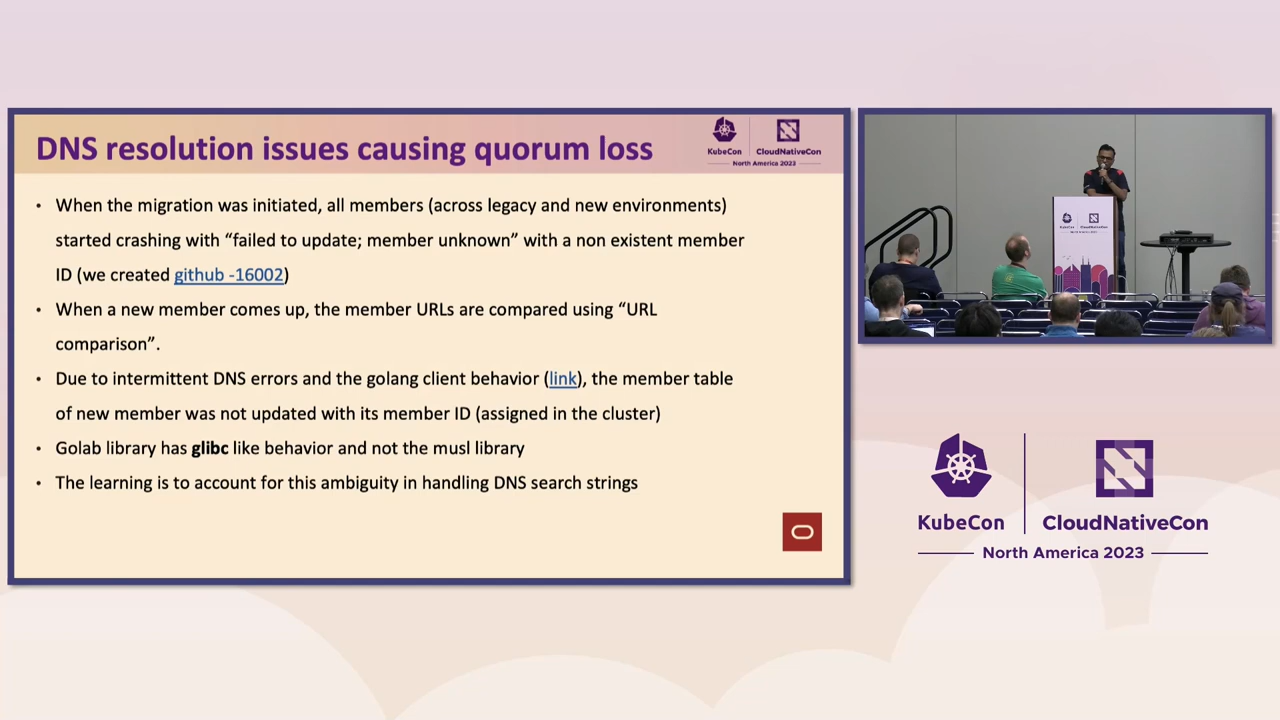 DNS resolution issues causing quorum loss
KubeCon
CloudNativeCon
North America 2023
• When the migration was initiated, all members (across legacy and new environments)
started crashing with “failed to update; member unknown” with a non existent member
ID (we created github -16002)
• When a new member comes up, the member URLs are compared using “URL
comparison”.
• Due to intermittent DNS errors and the golang client behavior (link), the member table
of new member was not updated with its member ID (assigned in the cluster)
• Golab library has glibc like behavior and not the musl library
• The learning is to account for this ambiguity in handling DNS search strings
KubeCon
CloudNativeCon
North America 2023